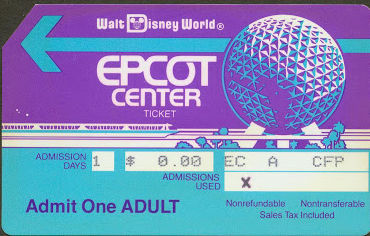 Walt Disney World®
EPCOT
CENTER
TICKET
ADMISSION DAYS 1 $ 0.00 EC A CFP
ADMISSIONS USED X
Admit One ADULT
Nonrefundable Nontransferable
Sales Tax Included